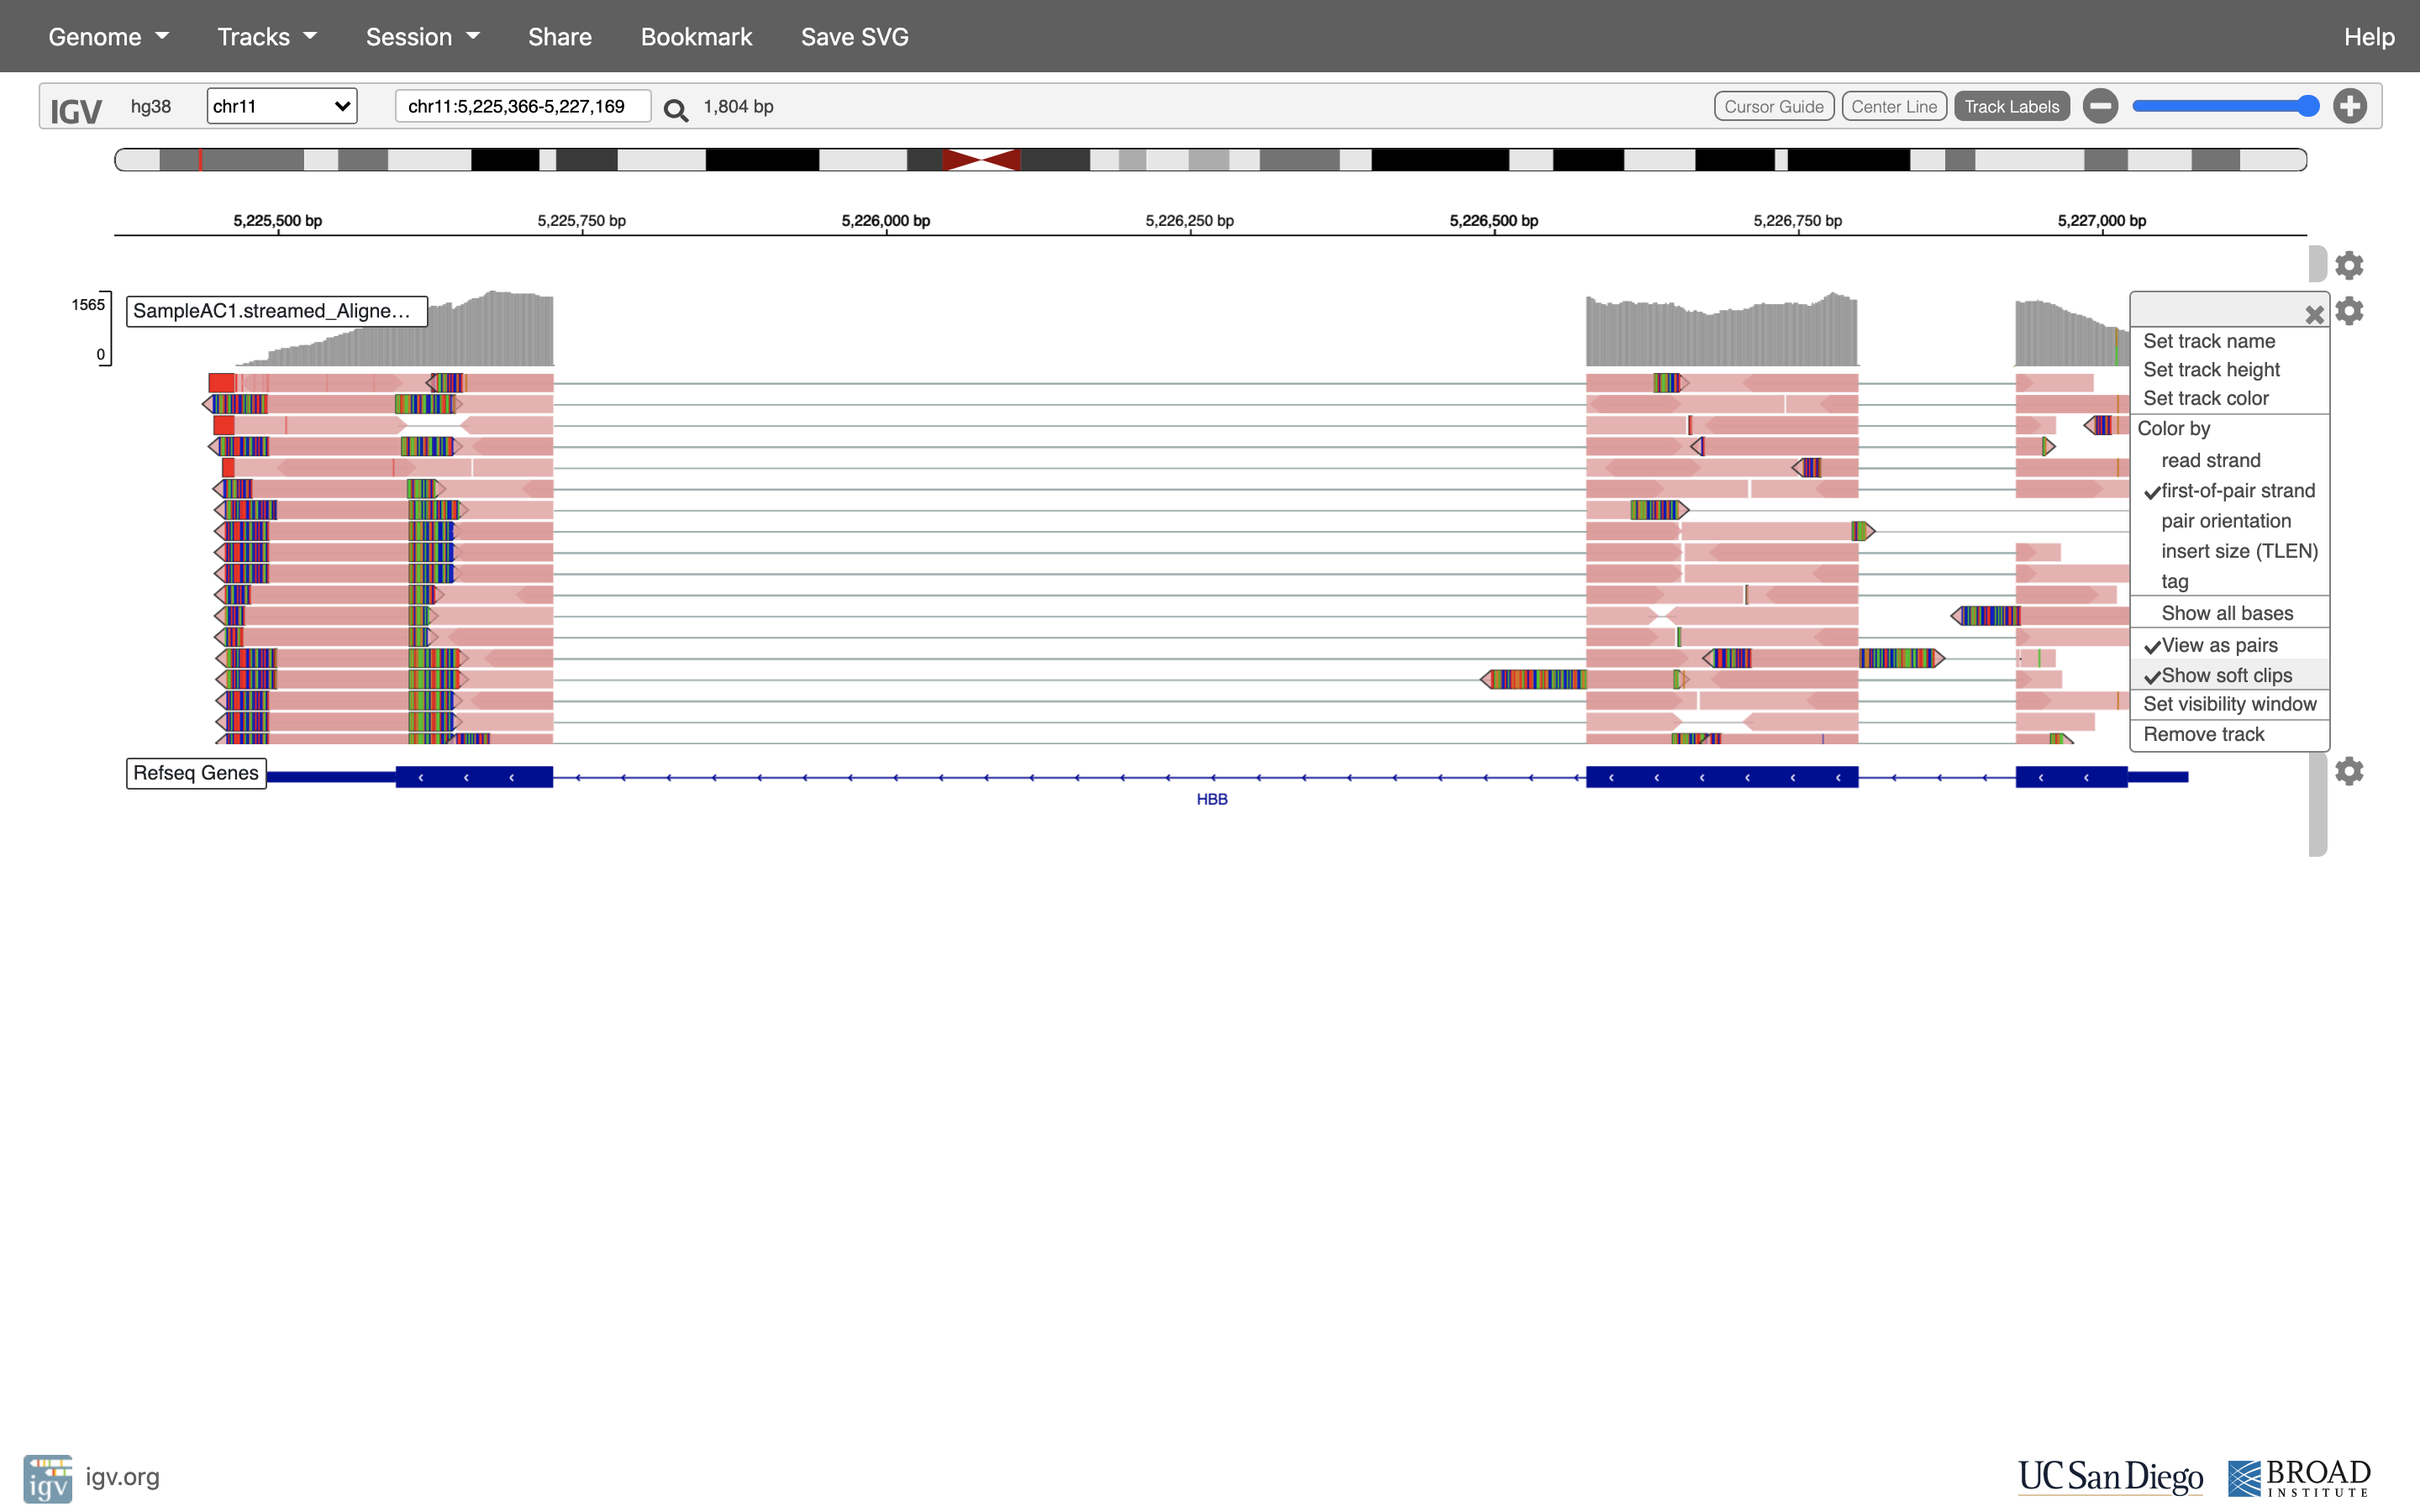 Genome Tracks Session Share Bookmark Save SVG Help
IGV hg38 chr11 chr11:5,225,366-5,227,169 1,804 bp Cursor Guide Center Line Track Labels
5,225,500 bp 5,225,750 bp 5,226,000 bp 5,226,250 bp 5,226,500 bp 5,226,750 bp 5,227,000 bp
1565
0
SampleAC1.streamed_Aligne...
Set track name
Set track height
Set track color
Color by
read strand
first-of-pair strand
pair orientation
insert size (TLEN)
tag
Show all bases
View as pairs
Show soft clips
Set visibility window
Remove track
Refseq Genes
HBB
igv igv.org
UC San Diego
BROAD
INSTITUTE